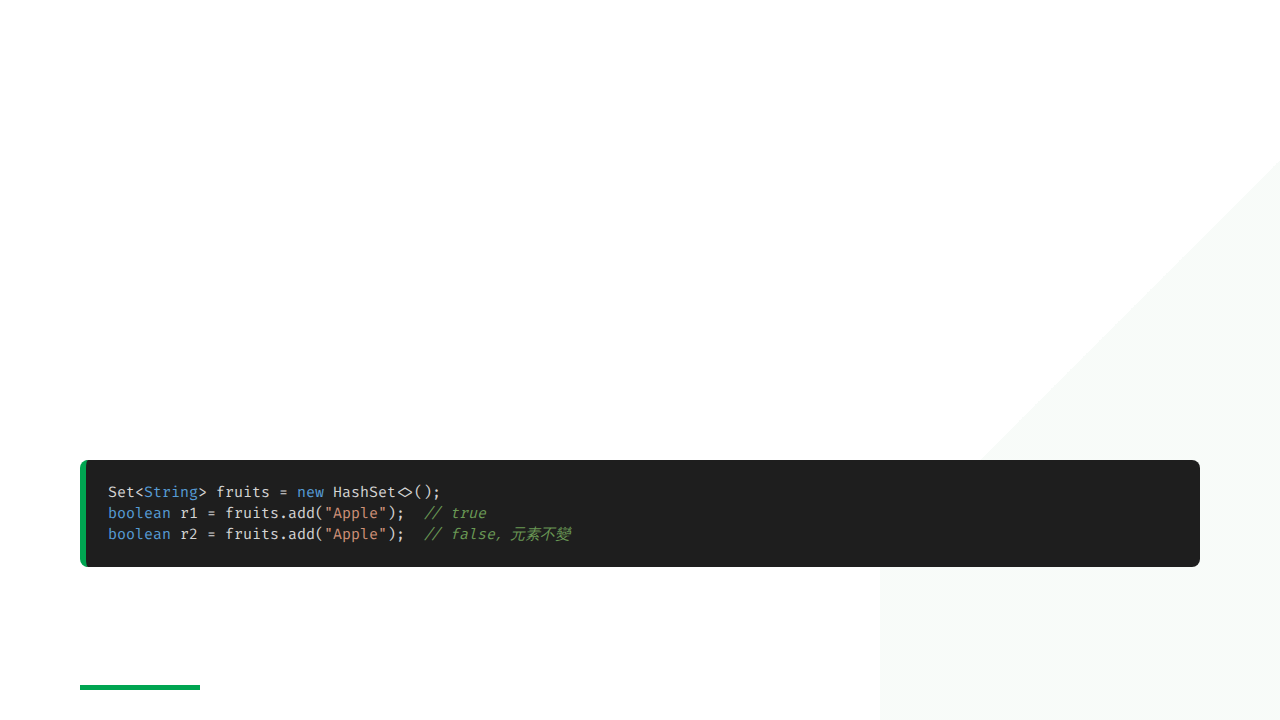 Set<String> fruits = new HashSet<>();
boolean r1 = fruits.add("Apple");  // true
boolean r2 = fruits.add("Apple");  // false，元素不變